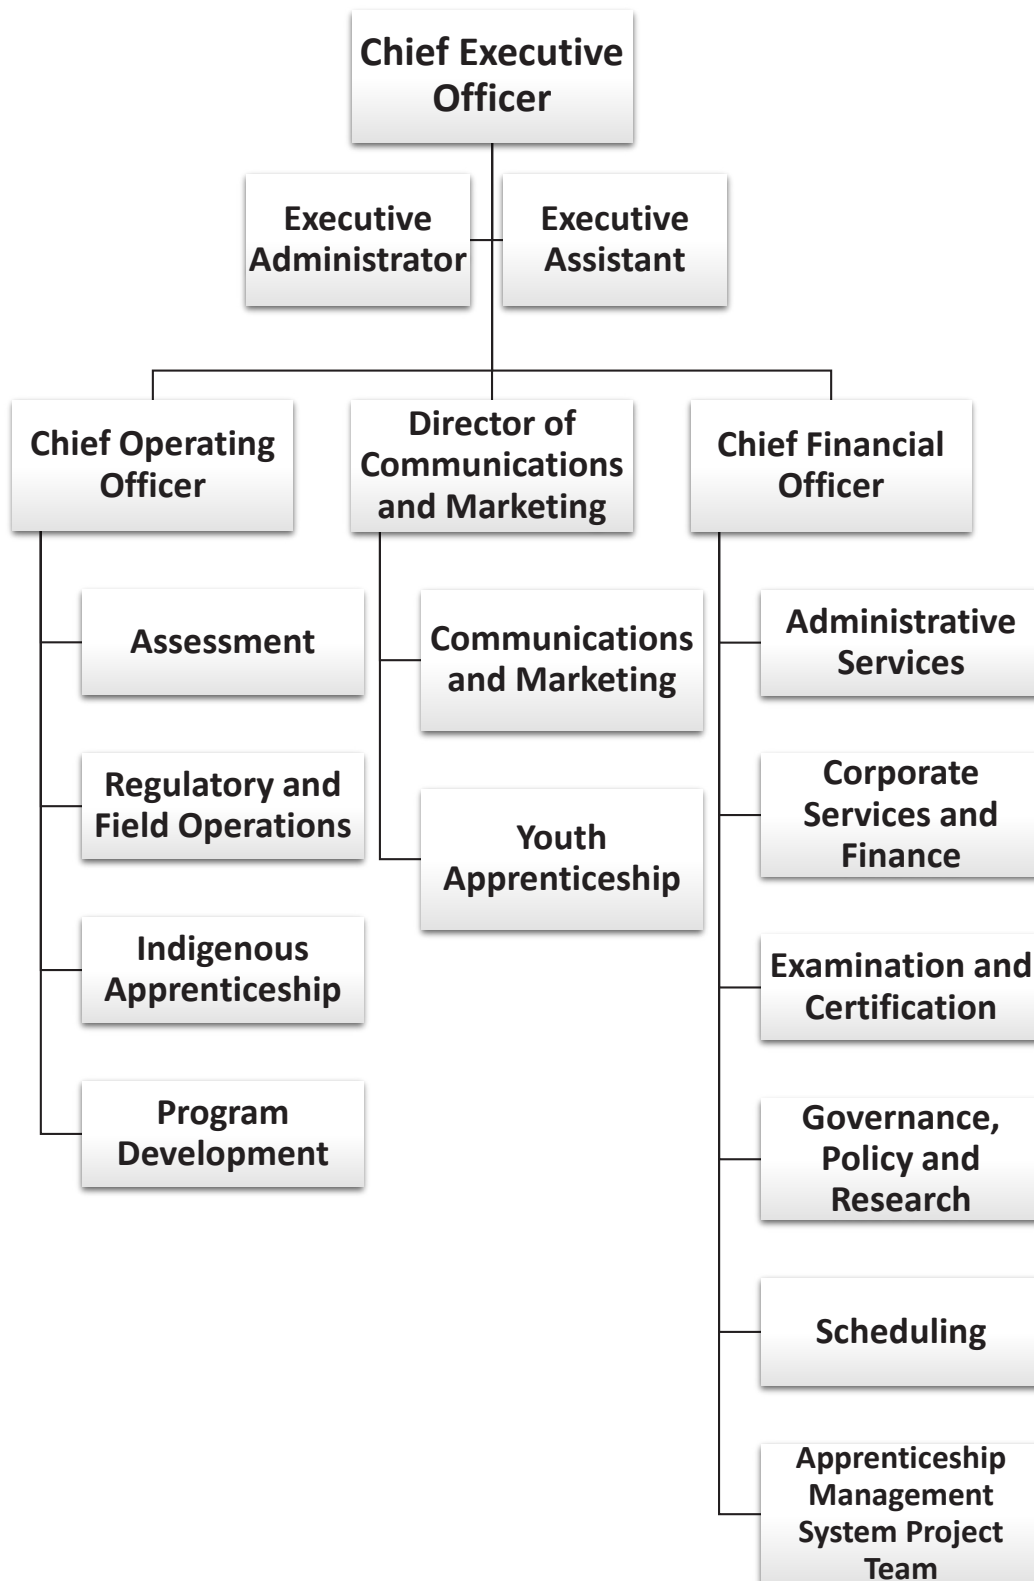 Chief Executive
Officer
Executive
Administrator
Executive
Assistant
Chief Operating
Officer
Director of
Communications
and Marketing
Chief Financial
Officer
Assessment
Regulatory and
Field Operations
Indigenous
Apprenticeship
Program
Development
Communications
and Marketing
Youth
Apprenticeship
Administrative
Services
Corporate
Services and
Finance
Examination and
Certification
Governance,
Policy and
Research
Scheduling
Apprenticeship
Management
System Project
Team